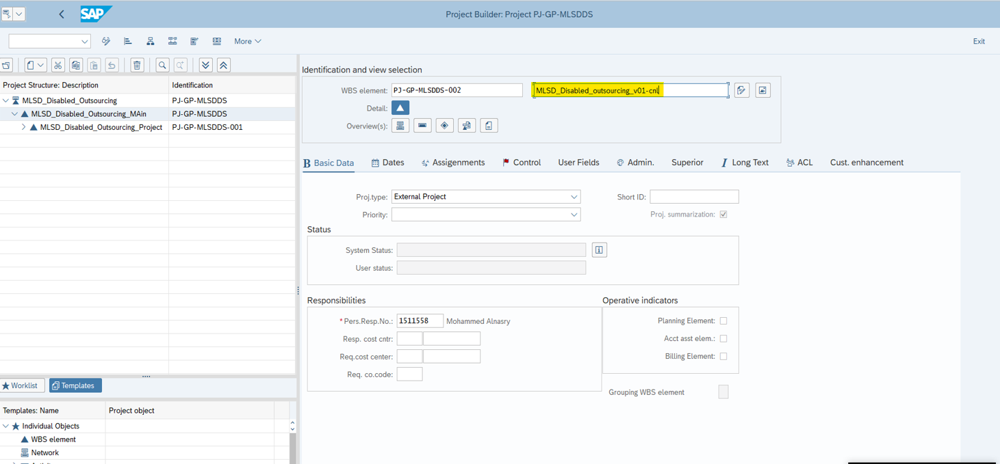 SAP
Project Builder: Project PJ-GP-MLSDDS
More
Exit
Project Structure: Description
Identification
MLSD_Disabled_Outsourcing
PJ-GP-MLSDDS
MLSD_Disabled_Outsourcing_MAin
PJ-GP-MLSDDS
MLSD_Disabled_Outsourcing_Project
PJ-GP-MLSDDS-001
Worklist
Templates
Templates: Name
Project object
Individual Objects
WBS element
Network
Identification and view selection
WBS element:
PJ-GP-MLSDDS-002
MLSD_Disabled_outsourcing_v01-cnl
Detail:
Overview(s):
B Basic Data
Dates
Assignments
Control
User Fields
Admin.
Superior
I Long Text
ACL
Cust. enhancement
Proj.type:
External Project
Short ID:
Priority:
Proj. summarization:
Status
System Status:
User status:
Responsibilities
*Pers.Resp.No.:
1511558
Mohammed Alnasry
Resp. cost cntr:
Req.cost center:
Req. co.code:
Operative indicators
Planning Element:
Acct asst elem.:
Billing Element:
Grouping WBS element